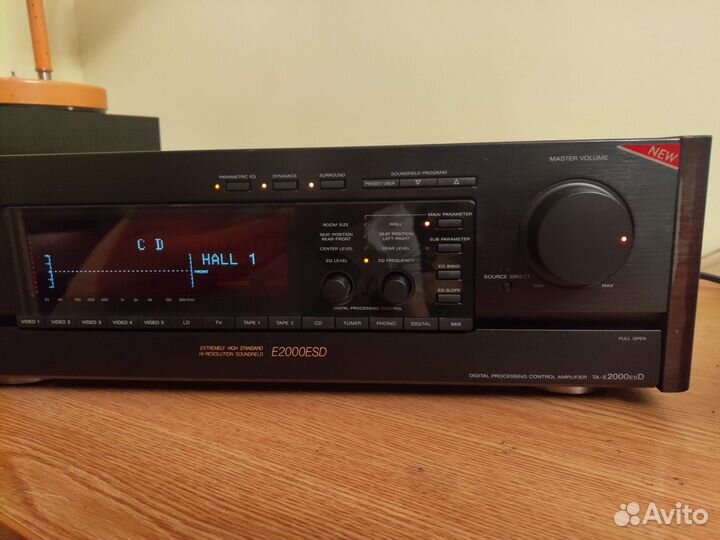 MASTER VOLUME
NEW
PARAMETRIC EQ
DYNAMICS
SURROUND
SOUNDFIELD PROGRAM
PRESET/USER
ROOM SIZE
WALL
MAIN PARAMETER
SEAT POSITION
REAR-FRONT
SEAT POSITION
LEFT-RIGHT
SUB PARAMETER
CENTER LEVEL
REAR LEVEL
EQ LEVEL
EQ FREQUENCY
EQ BAND
EQ SLOPE
DIGITAL PROCESSING CONTROL
CD
HALL 1
FRONT
SOURCE DIRECT
MIN
MAX
VIDEO 1
VIDEO 2
VIDEO 3
VIDEO 4
VIDEO 5
LD
TV
TAPE 1
TAPE 2
CD
TUNER
PHONO
DIGITAL
MIX
PULL OPEN
EXTREMELY HIGH STANDARD
HI-RESOLUTION SOUNDFIELD
E2000ESD
DIGITAL PROCESSING CONTROL AMPLIFIER TA-E2000ESD
Avito